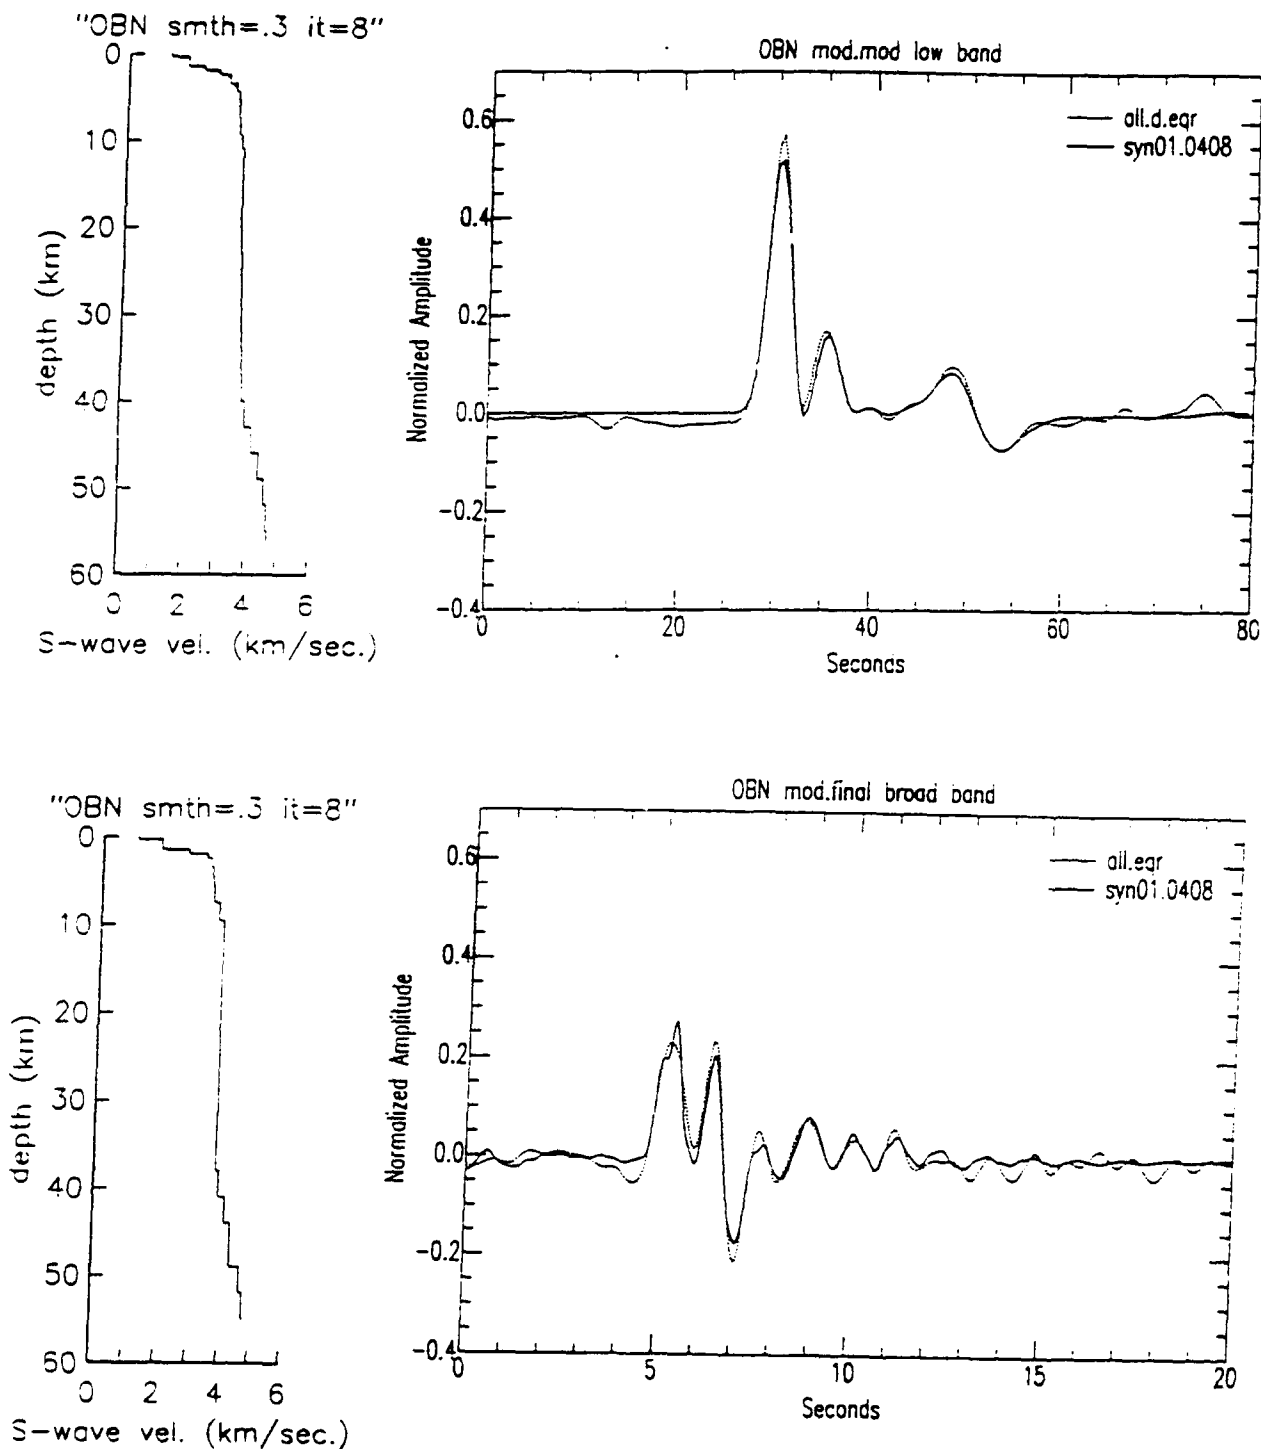 "OBN smth=.3 it=8"
0
10
20
30
40
50
60
depth (km)
0 2 4 6
S-wave vel. (km/sec.)
OBN mod.mod low band
all.d.eqr
syn01.0408
0.6
0.4
0.2
0.0
-0.2
-0.4
Normalized Amplitude
0 20 40 60 80
Seconds
"OBN smth=.3 it=8"
0
10
20
30
40
50
60
depth (km)
0 2 4 6
S-wave vel. (km/sec.)
OBN mod.final broad band
all.eqr
syn01.0408
0.6
0.4
0.2
0.0
-0.2
-0.4
Normalized Amplitude
0 5 10 15 20
Seconds